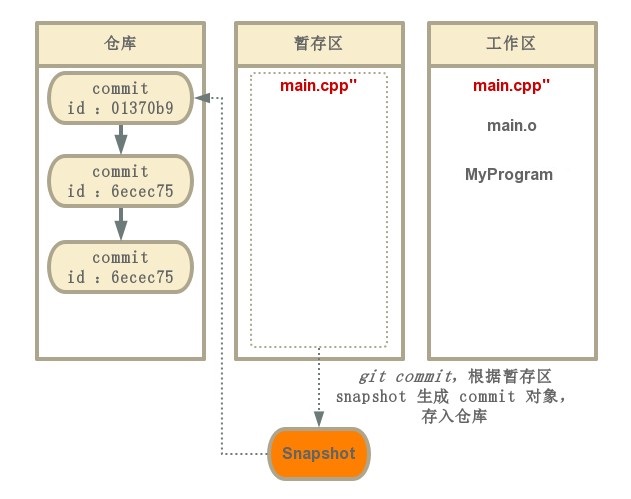 仓库
commit
id : 01370b9
commit
id : 6ecec75
commit
id : 6ecec75
暂存区
main.cpp"
工作区
main.cpp"
main.o
MyProgram
git commit，根据暂存区
snapshot 生成 commit 对象，
存入仓库
Snapshot